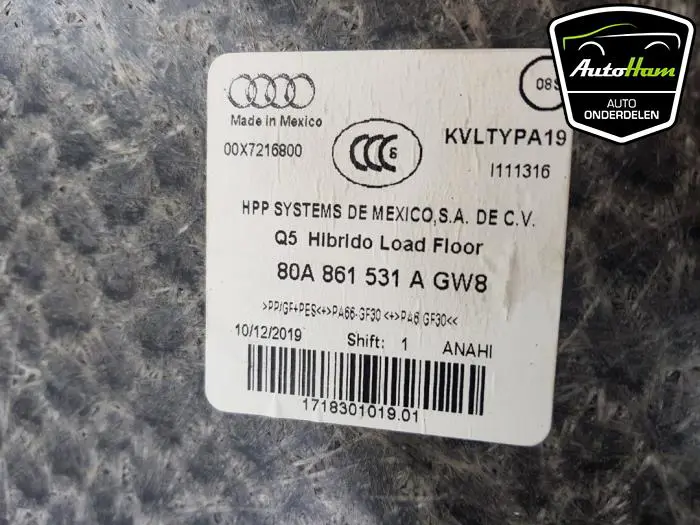 AutoHam
AUTO
ONDERDELEN
Made in Mexico
KVLTYPA19
00X7216800
CCC S
I111316
HPP SYSTEMS DE MEXICO,S.A. DE C.V.
Q5 Hibrido Load Floor
80A 861 531 A GW8
>PP/GF+PES<+>PA66-GF30 <+>PA6 GF30<<
10/12/2019 Shift: 1 ANAHI
1718301019.01